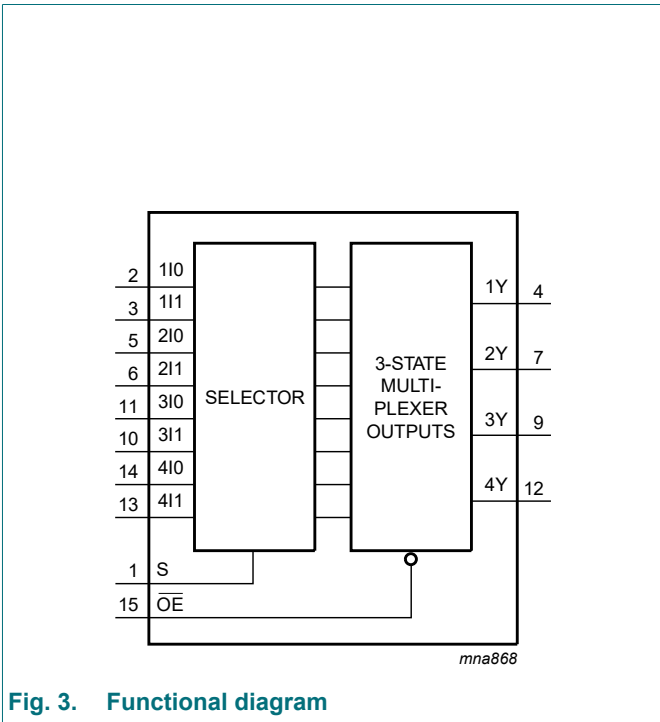 2 1I0
3 1I1
5 2I0
6 2I1
11 3I0
10 3I1
14 4I0
13 4I1
1 S
15 O̅E̅
SELECTOR
3-STATE
MULTI-
PLEXER
OUTPUTS
1Y 4
2Y 7
3Y 9
4Y 12
mna868
Fig. 3. Functional diagram